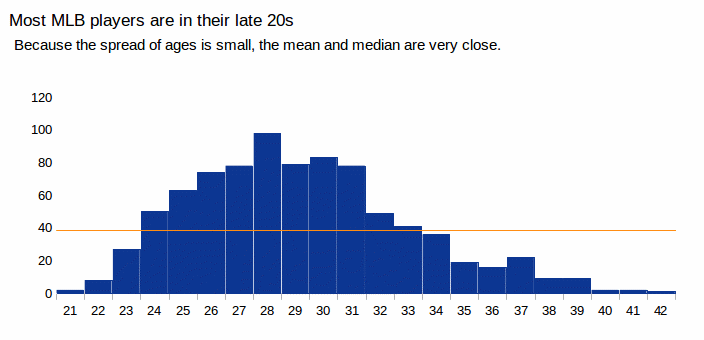 Most MLB players are in their late 20s
Because the spread of ages is small, the mean and median are very close.
120
100
80
60
40
20
0
21 22 23 24 25 26 27 28 29 30 31 32 33 34 35 36 37 38 39 40 41 42